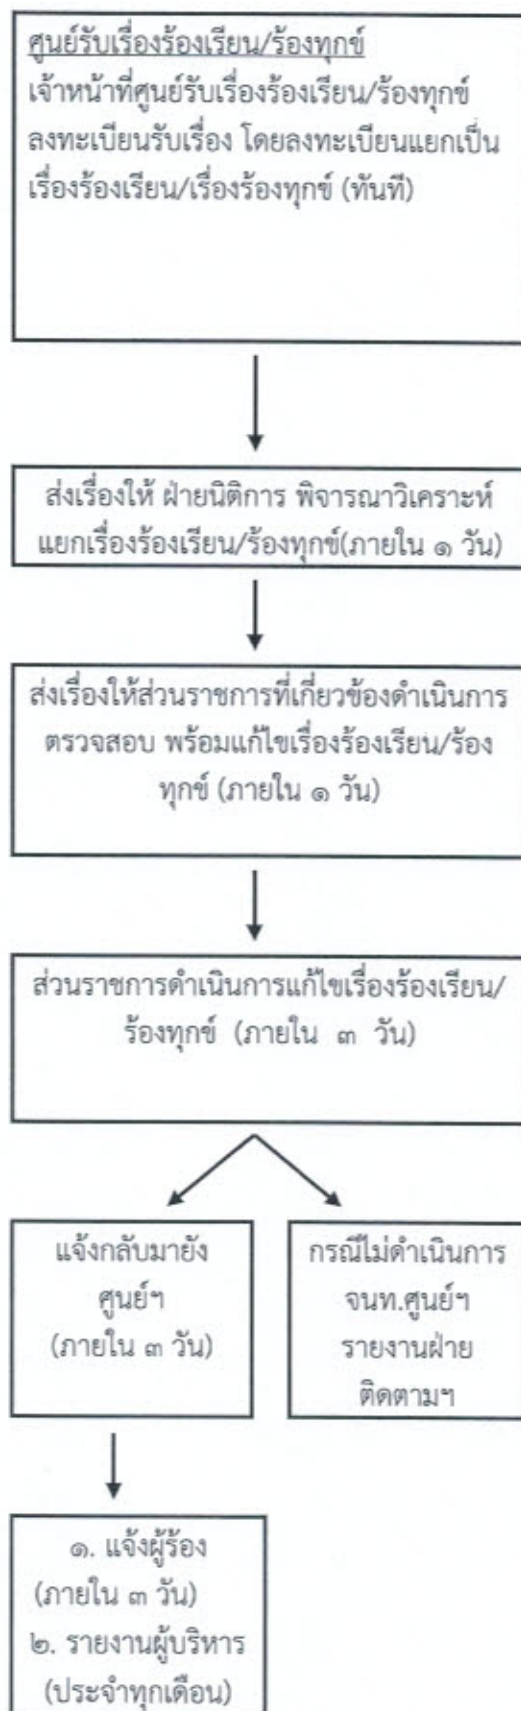 ศูนย์รับเรื่องร้องเรียน/ร้องทุกข์
เจ้าหน้าที่ศูนย์รับเรื่องร้องเรียน/ร้องทุกข์
ลงทะเบียนรับเรื่อง โดยลงทะเบียนแยกเป็น
เรื่องร้องเรียน/เรื่องร้องทุกข์ (ทันที)
ส่งเรื่องให้ ฝ่ายนิติการ พิจารณาวิเคราะห์
แยกเรื่องร้องเรียน/ร้องทุกข์(ภายใน ๑ วัน)
ส่งเรื่องให้ส่วนราชการที่เกี่ยวข้องดำเนินการ
ตรวจสอบ พร้อมแก้ไขเรื่องร้องเรียน/ร้อง
ทุกข์ (ภายใน ๑ วัน)
ส่วนราชการดำเนินการแก้ไขเรื่องร้องเรียน/
ร้องทุกข์ (ภายใน ๓ วัน)
แจ้งกลับมายัง
ศูนย์ฯ
(ภายใน ๓ วัน)
กรณีไม่ดำเนินการ
จนท.ศูนย์ฯ
รายงานฝ่าย
ติดตามฯ
๑. แจ้งผู้ร้อง
(ภายใน ๓ วัน)
๒. รายงานผู้บริหาร
(ประจำทุกเดือน)